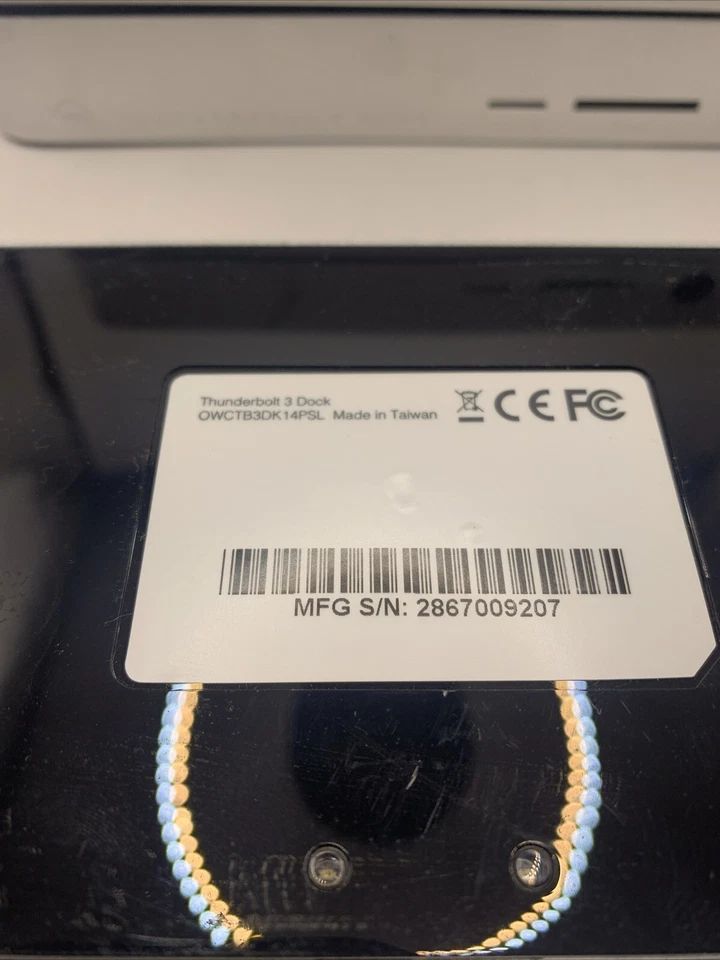 Thunderbolt 3 Dock
OWCTB3DK14PSL Made in Taiwan
CE FC
MFG S/N: 2867009207